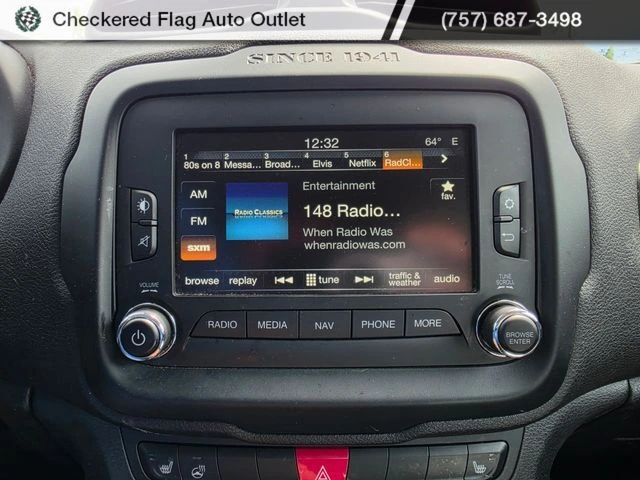 Checkered Flag Auto Outlet
(757) 687-3498
SINCE 1941
12:32 64° E
1 2 3 4 5 6
80s on 8 Messa... Broad... Elvis Netflix RadCl...
AM
FM
sxm
RADIO CLASSICS
Entertainment
148 Radio...
When Radio Was
whenradiowas.com
fav.
browse replay tune traffic & weather audio
VOLUME
TUNE
SCROLL
RADIO MEDIA NAV PHONE MORE
BROWSE
ENTER